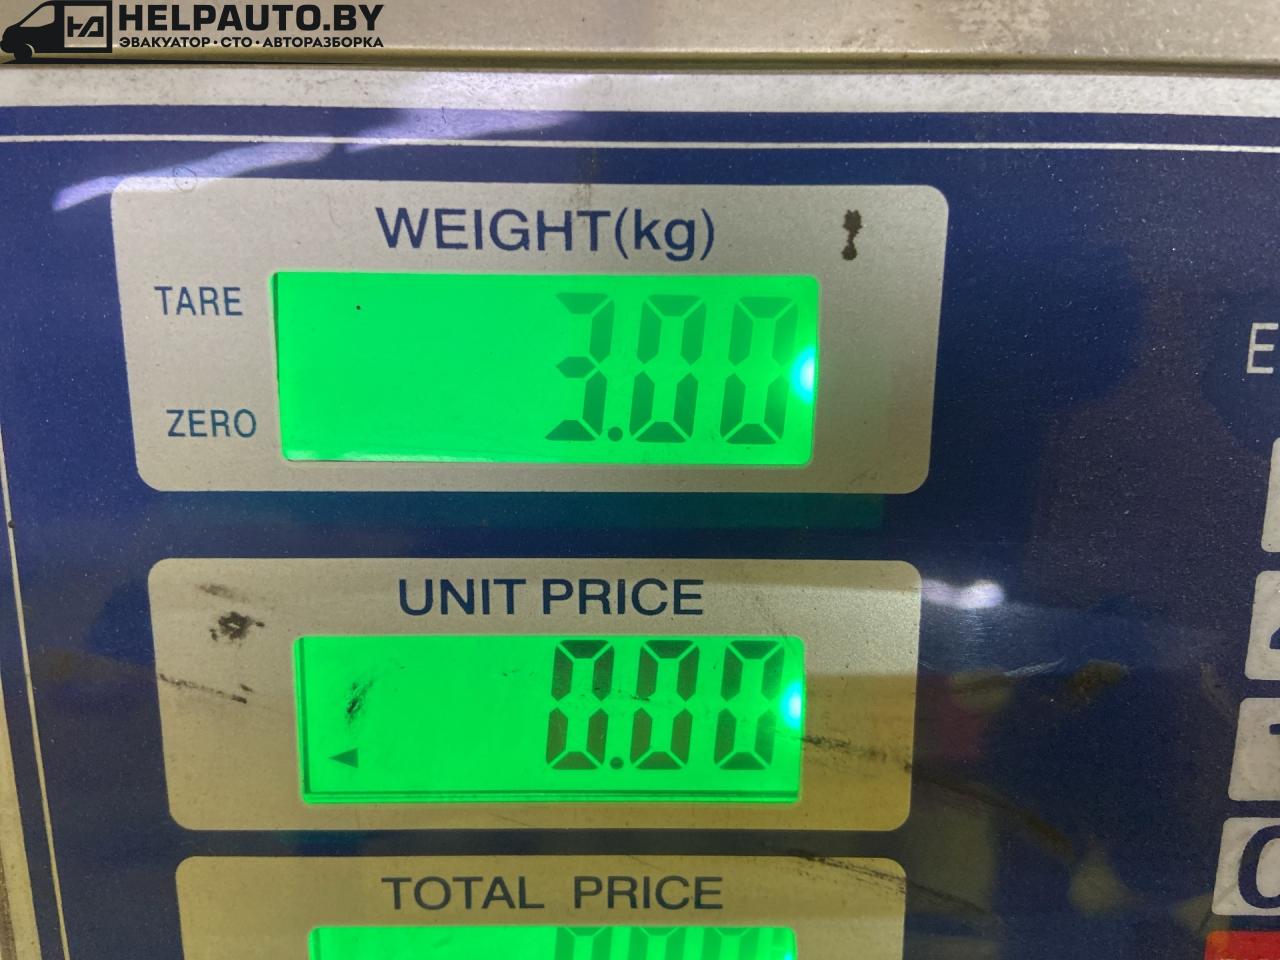 HELPAUTO.BY
ЭВАКУАТОР · СТО · АВТОРАЗБОРКА
WEIGHT(kg)
TARE
3.00
ZERO
UNIT PRICE
0.00
TOTAL PRICE